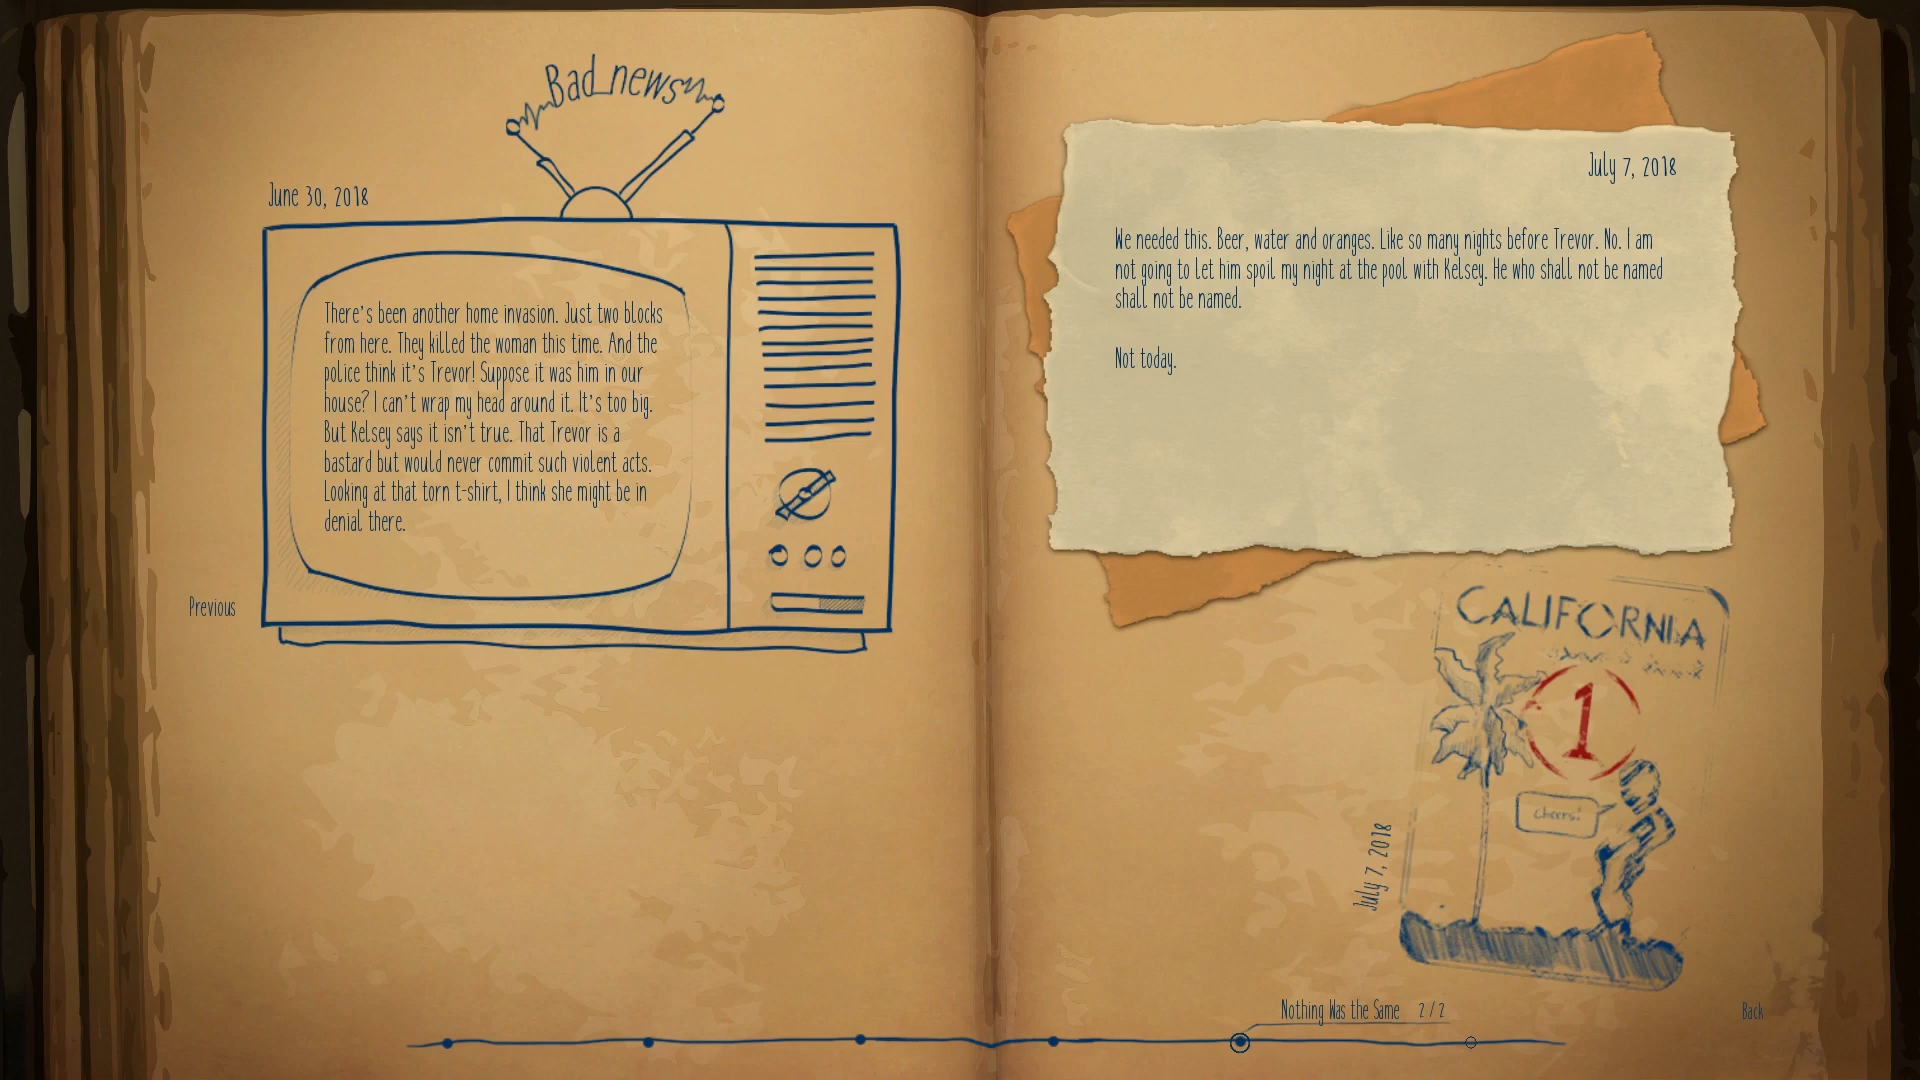 Bad news
June 30, 2018
There's been another home invasion. Just two blocks
from here. They killed the woman this time. And the
police think it's Trevor! Suppose it was him in our
house? I can't wrap my head around it. It's too big.
But Kelsey says it isn't true. That Trevor is a
bastard but would never commit such violent acts.
Looking at that torn t-shirt, I think she might be in
denial there.
Previous
July 7, 2018
We needed this. Beer, water and oranges. Like so many nights before Trevor. No. I am
not going to let him spoil my night at the pool with Kelsey. He who shall not be named
shall not be named.
Not today.
CALIFORNIA
1
cheers!
July 7, 2018
Nothing Was the Same 2 / 2
Back